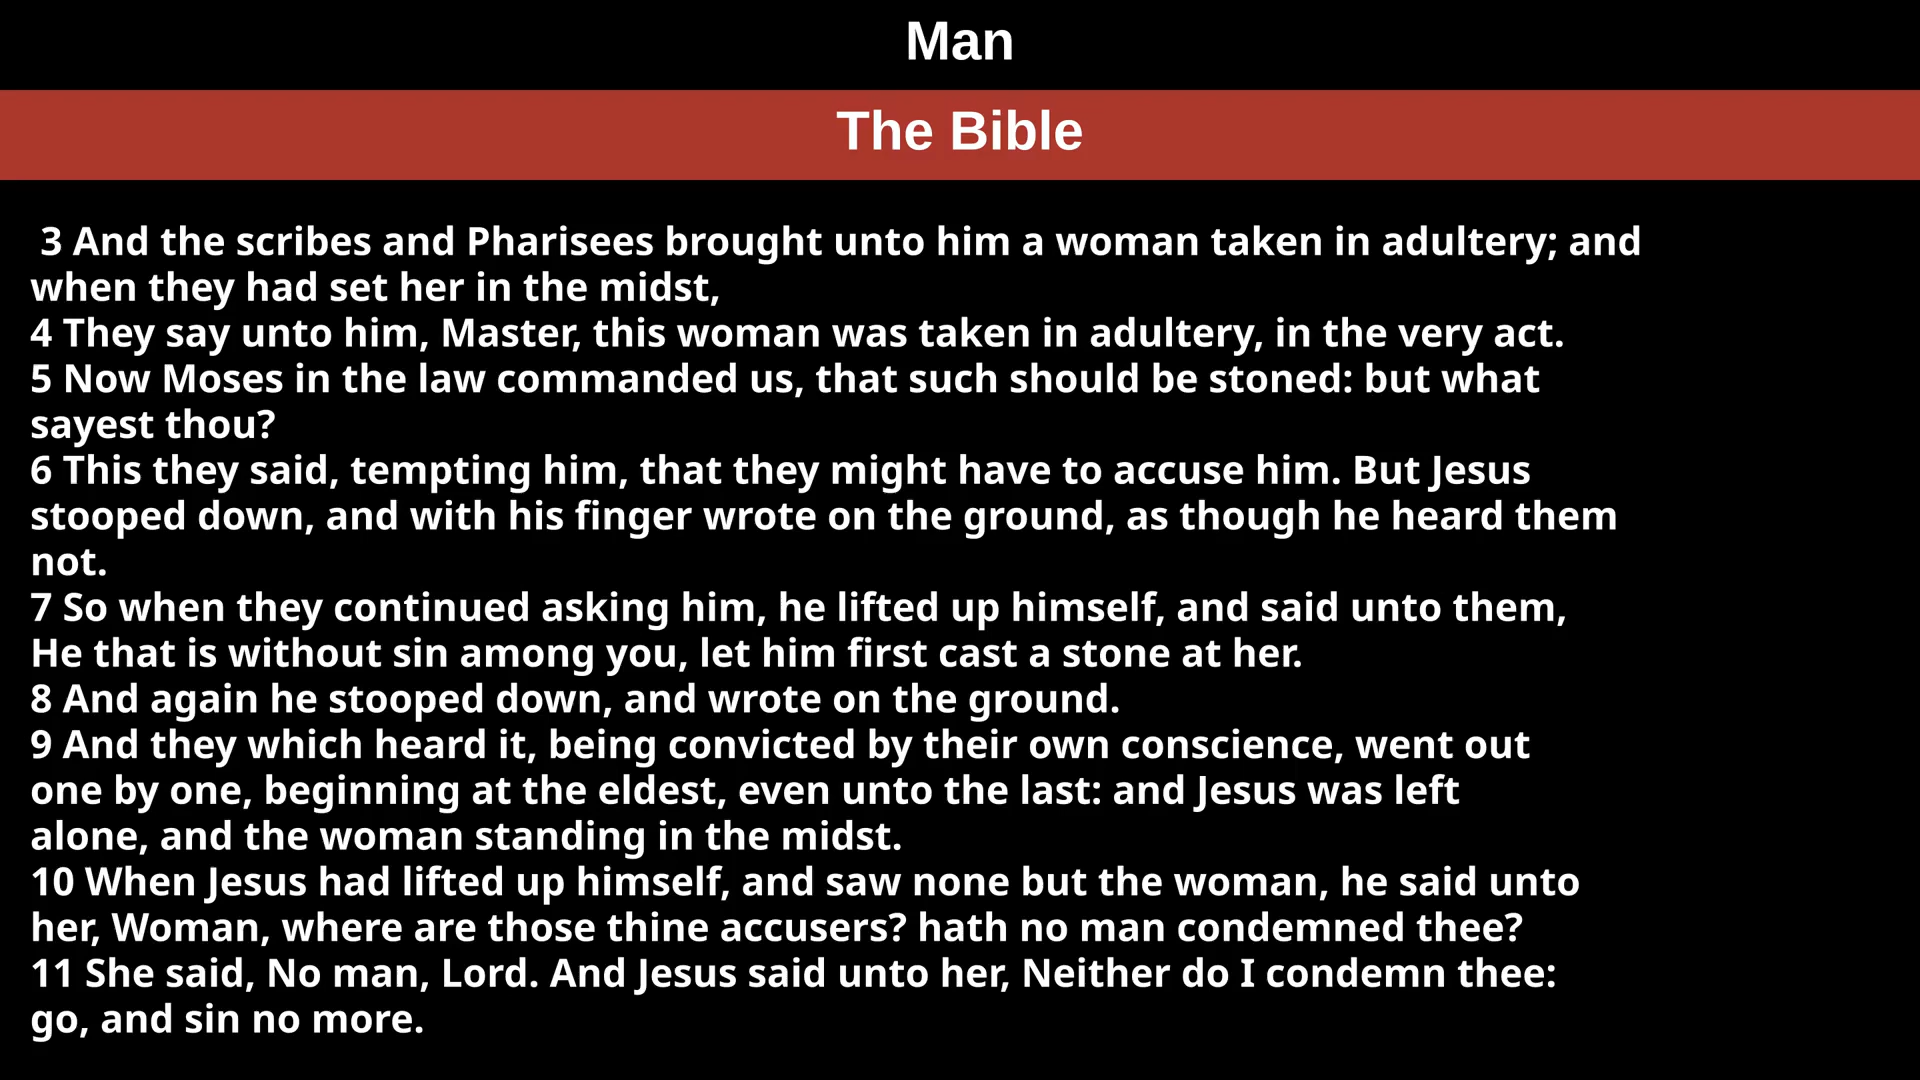 Man
The Bible
3 And the scribes and Pharisees brought unto him a woman taken in adultery; and
when they had set her in the midst,
4 They say unto him, Master, this woman was taken in adultery, in the very act.
5 Now Moses in the law commanded us, that such should be stoned: but what
sayest thou?
6 This they said, tempting him, that they might have to accuse him. But Jesus
stooped down, and with his finger wrote on the ground, as though he heard them
not.
7 So when they continued asking him, he lifted up himself, and said unto them,
He that is without sin among you, let him first cast a stone at her.
8 And again he stooped down, and wrote on the ground.
9 And they which heard it, being convicted by their own conscience, went out
one by one, beginning at the eldest, even unto the last: and Jesus was left
alone, and the woman standing in the midst.
10 When Jesus had lifted up himself, and saw none but the woman, he said unto
her, Woman, where are those thine accusers? hath no man condemned thee?
11 She said, No man, Lord. And Jesus said unto her, Neither do I condemn thee:
go, and sin no more.